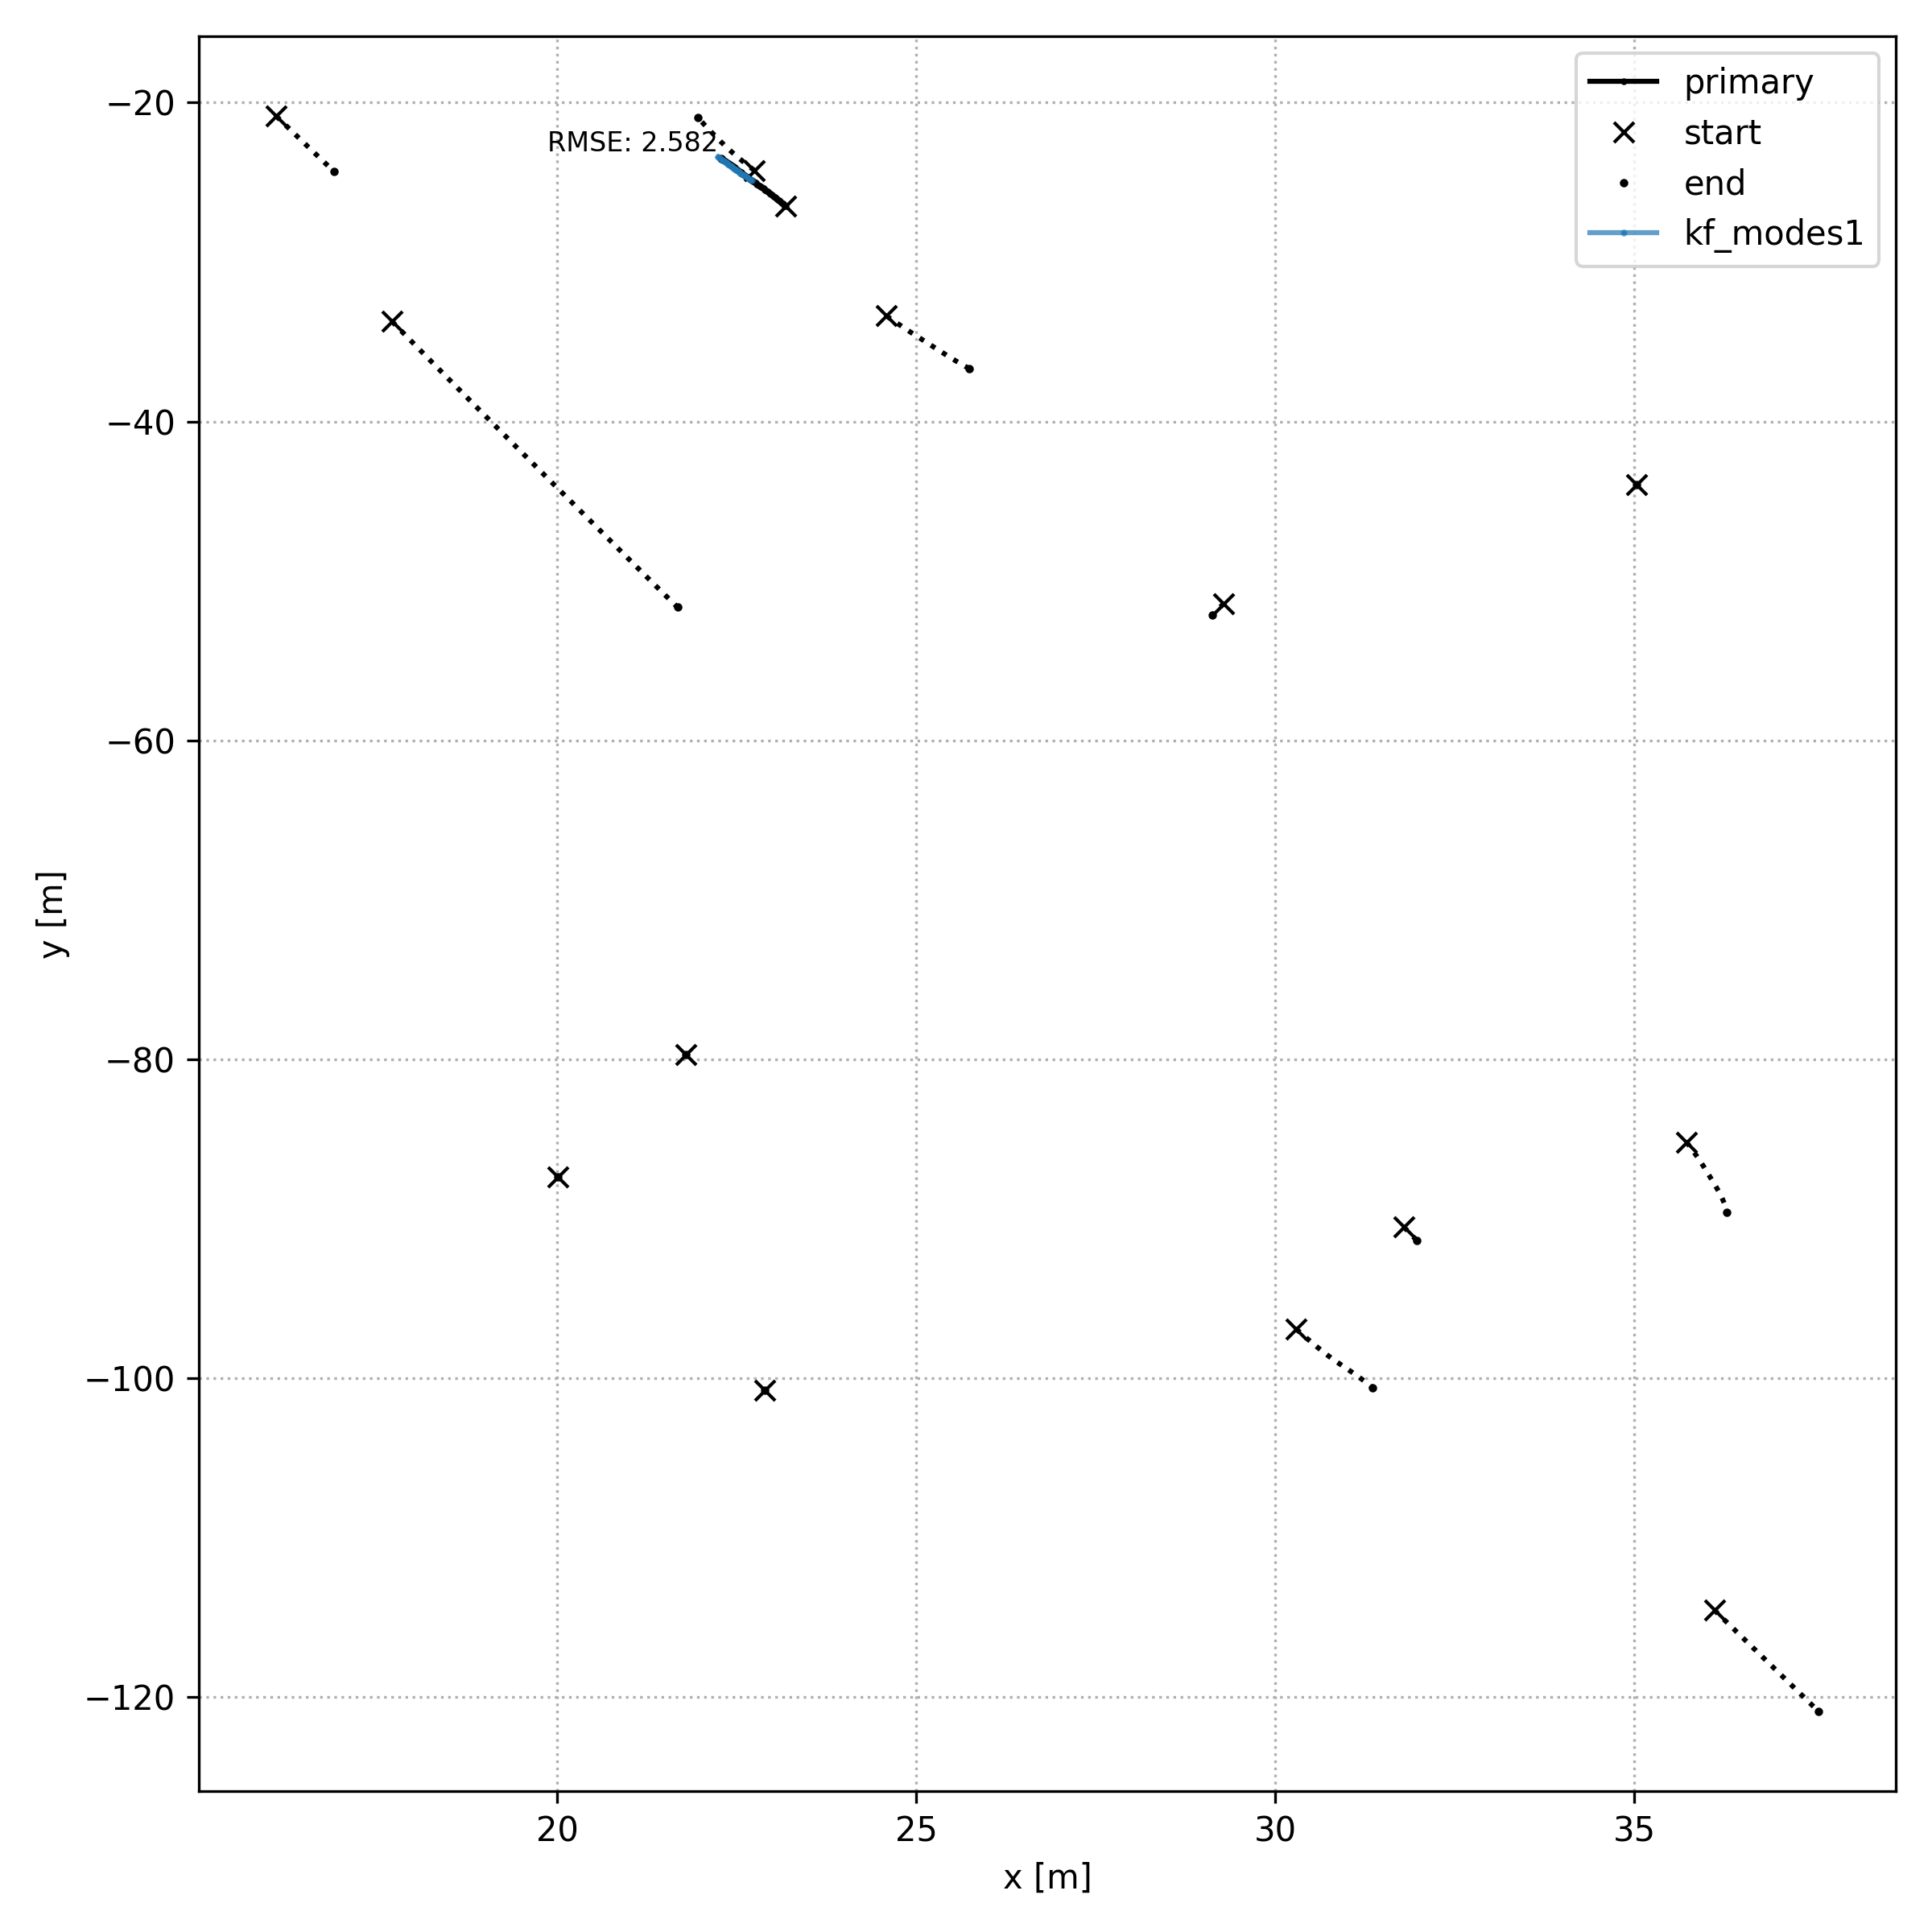 primary
start
end
kf_modes1
RMSE: 2.582
−20
−40
−60
−80
−100
−120
y [m]
20
25
30
35
x [m]